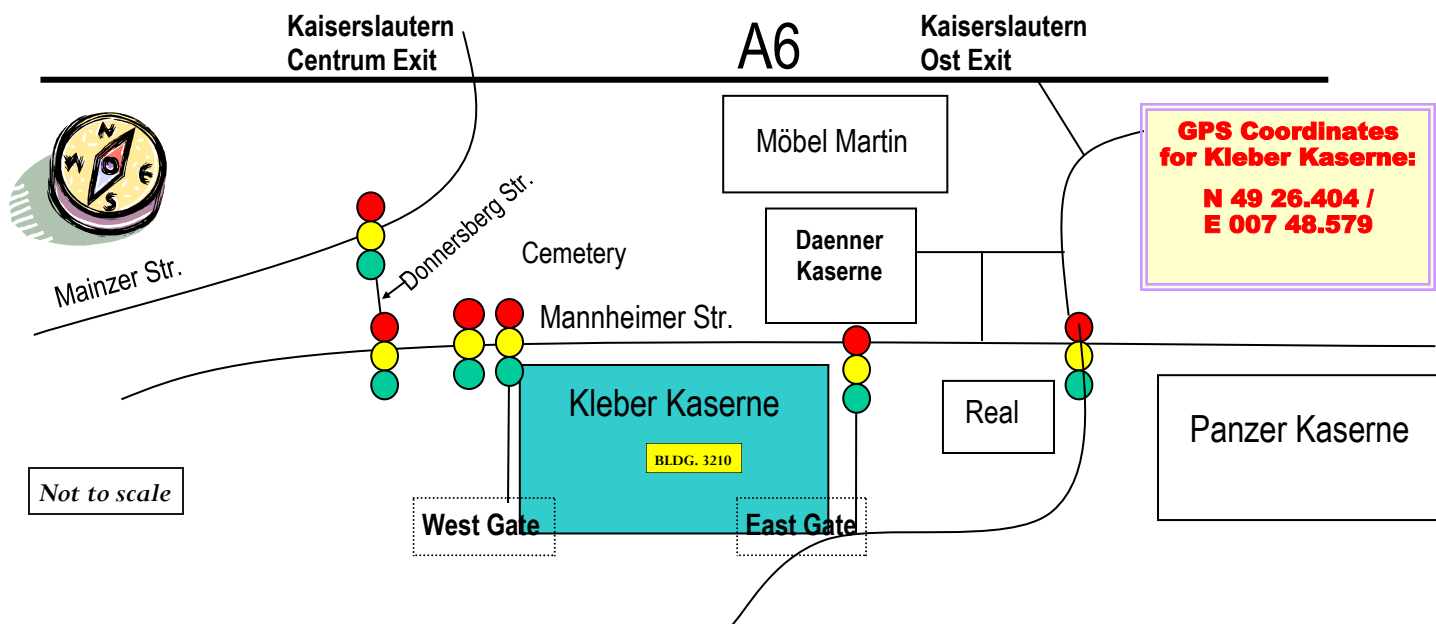 Kaiserslautern
Centrum Exit
A6
Kaiserslautern
Ost Exit
N
W
E
S
Möbel Martin
GPS Coordinates
for Kleber Kaserne:
N 49 26.404 /
E 007 48.579
Donnersberg Str.
Mainzer Str.
Cemetery
Daenner
Kaserne
Mannheimer Str.
Kleber Kaserne
BLDG. 3210
Real
Panzer Kaserne
Not to scale
West Gate
East Gate